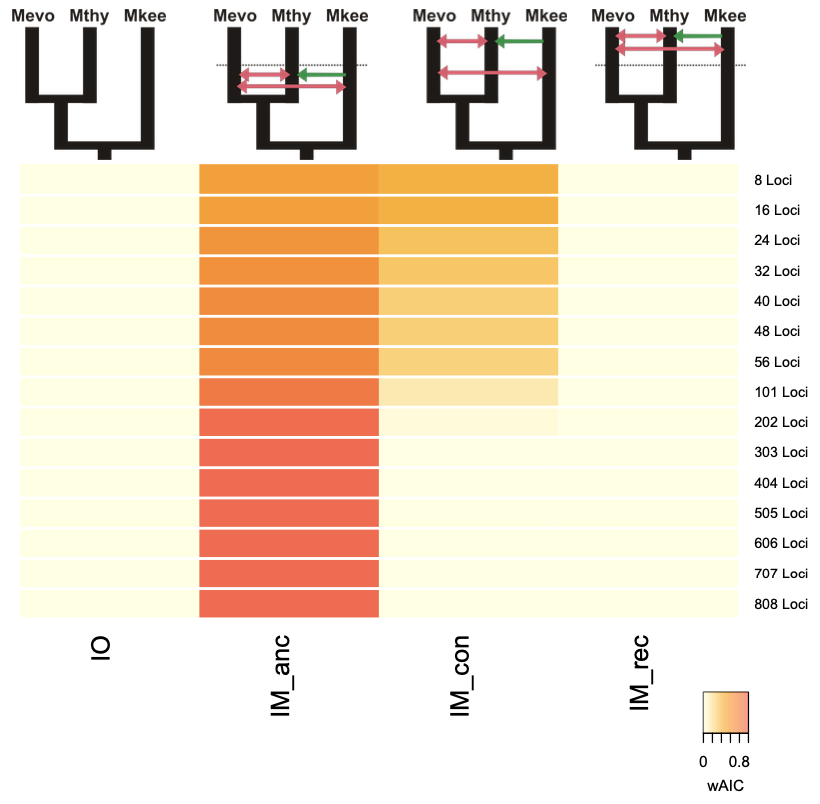 Mevo Mthy Mkee Mevo Mthy Mkee Mevo Mthy Mkee Mevo Mthy Mkee
8 Loci
16 Loci
24 Loci
32 Loci
40 Loci
48 Loci
56 Loci
101 Loci
202 Loci
303 Loci
404 Loci
505 Loci
606 Loci
707 Loci
808 Loci
IO
IM_anc
IM_con
IM_rec
0 0.8
wAIC